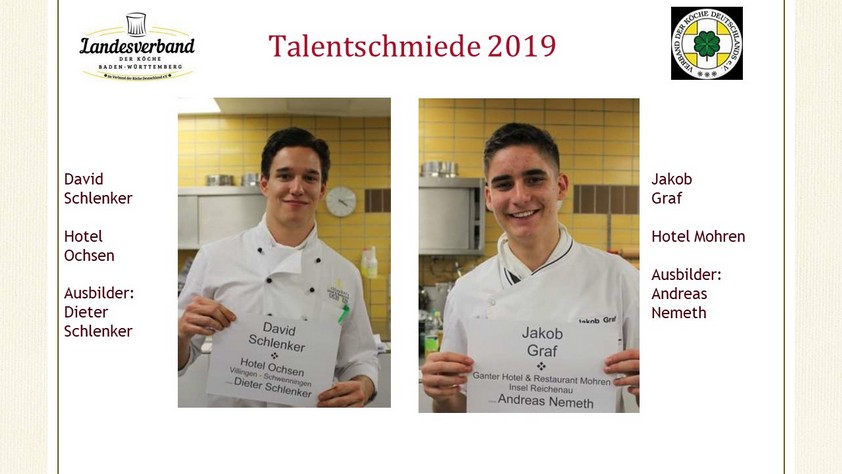 Landesverband
DER KÖCHE
BADEN-WÜRTTEMBERG
im Verband der Köche Deutschlands e.V.
Talentschmiede 2019
VERBAND DER KÖCHE DEUTSCHLANDS e.V.
David
Schlenker
Hotel
Ochsen
Ausbilder:
Dieter
Schlenker
David
Schlenker
Hotel Ochsen
Villingen - Schwenningen
Dieter Schlenker
Jakob Graf
Jakob
Graf
Ganter Hotel & Restaurant Mohren
Insel Reichenau
Andreas Nemeth
Jakob
Graf
Hotel Mohren
Ausbilder:
Andreas
Nemeth